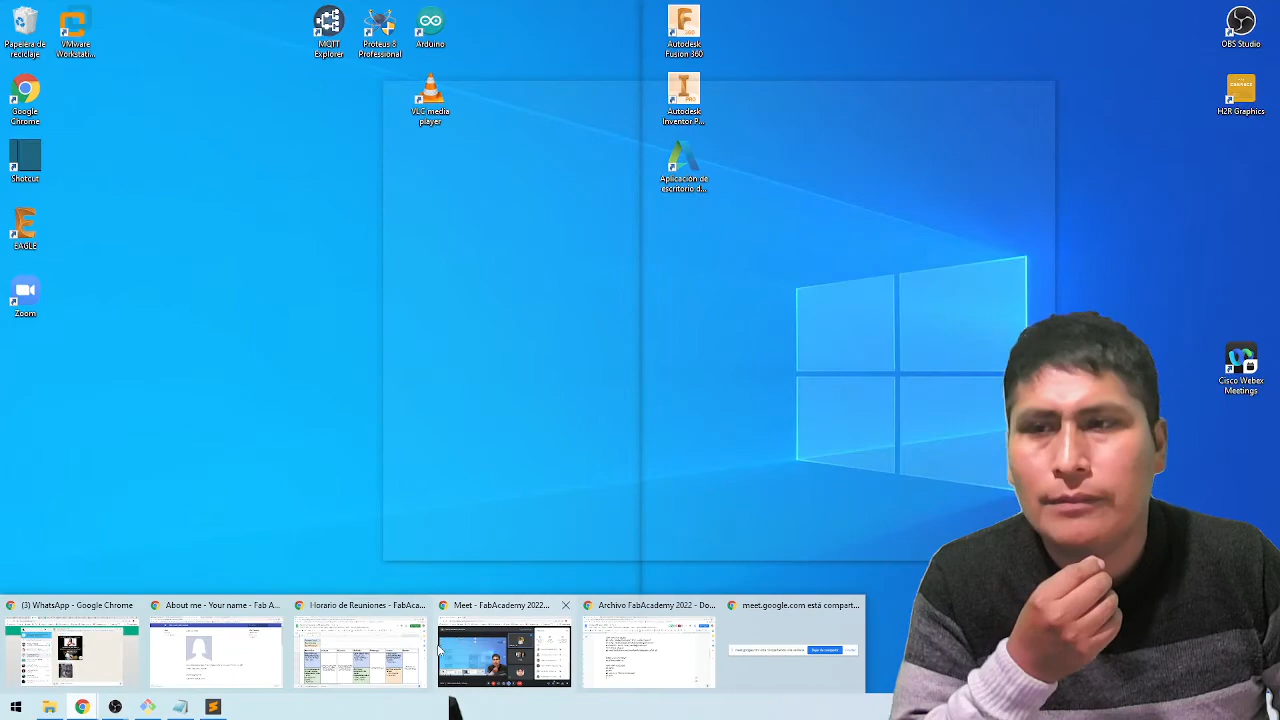 Papelera de
reciclaje
VMware
Workstati...
MQTT
Explorer
Proteus 8
Professional
Arduino
Autodesk
Fusion 360
OBS Studio
Google
Chrome
VLC media
player
Autodesk
Inventor P...
H2R Graphics
Shotcut
Aplicación de
escritorio d...
EAGLE
Zoom
Cisco Webex
Meetings
(3) WhatsApp - Google Chrome
About me - Your name - Fab A...
Horario de Reuniones - FabAca...
Meet - FabAcademy 2022...
Archivo FabAcademy 2022 - Do...
meet.google.com está compart...